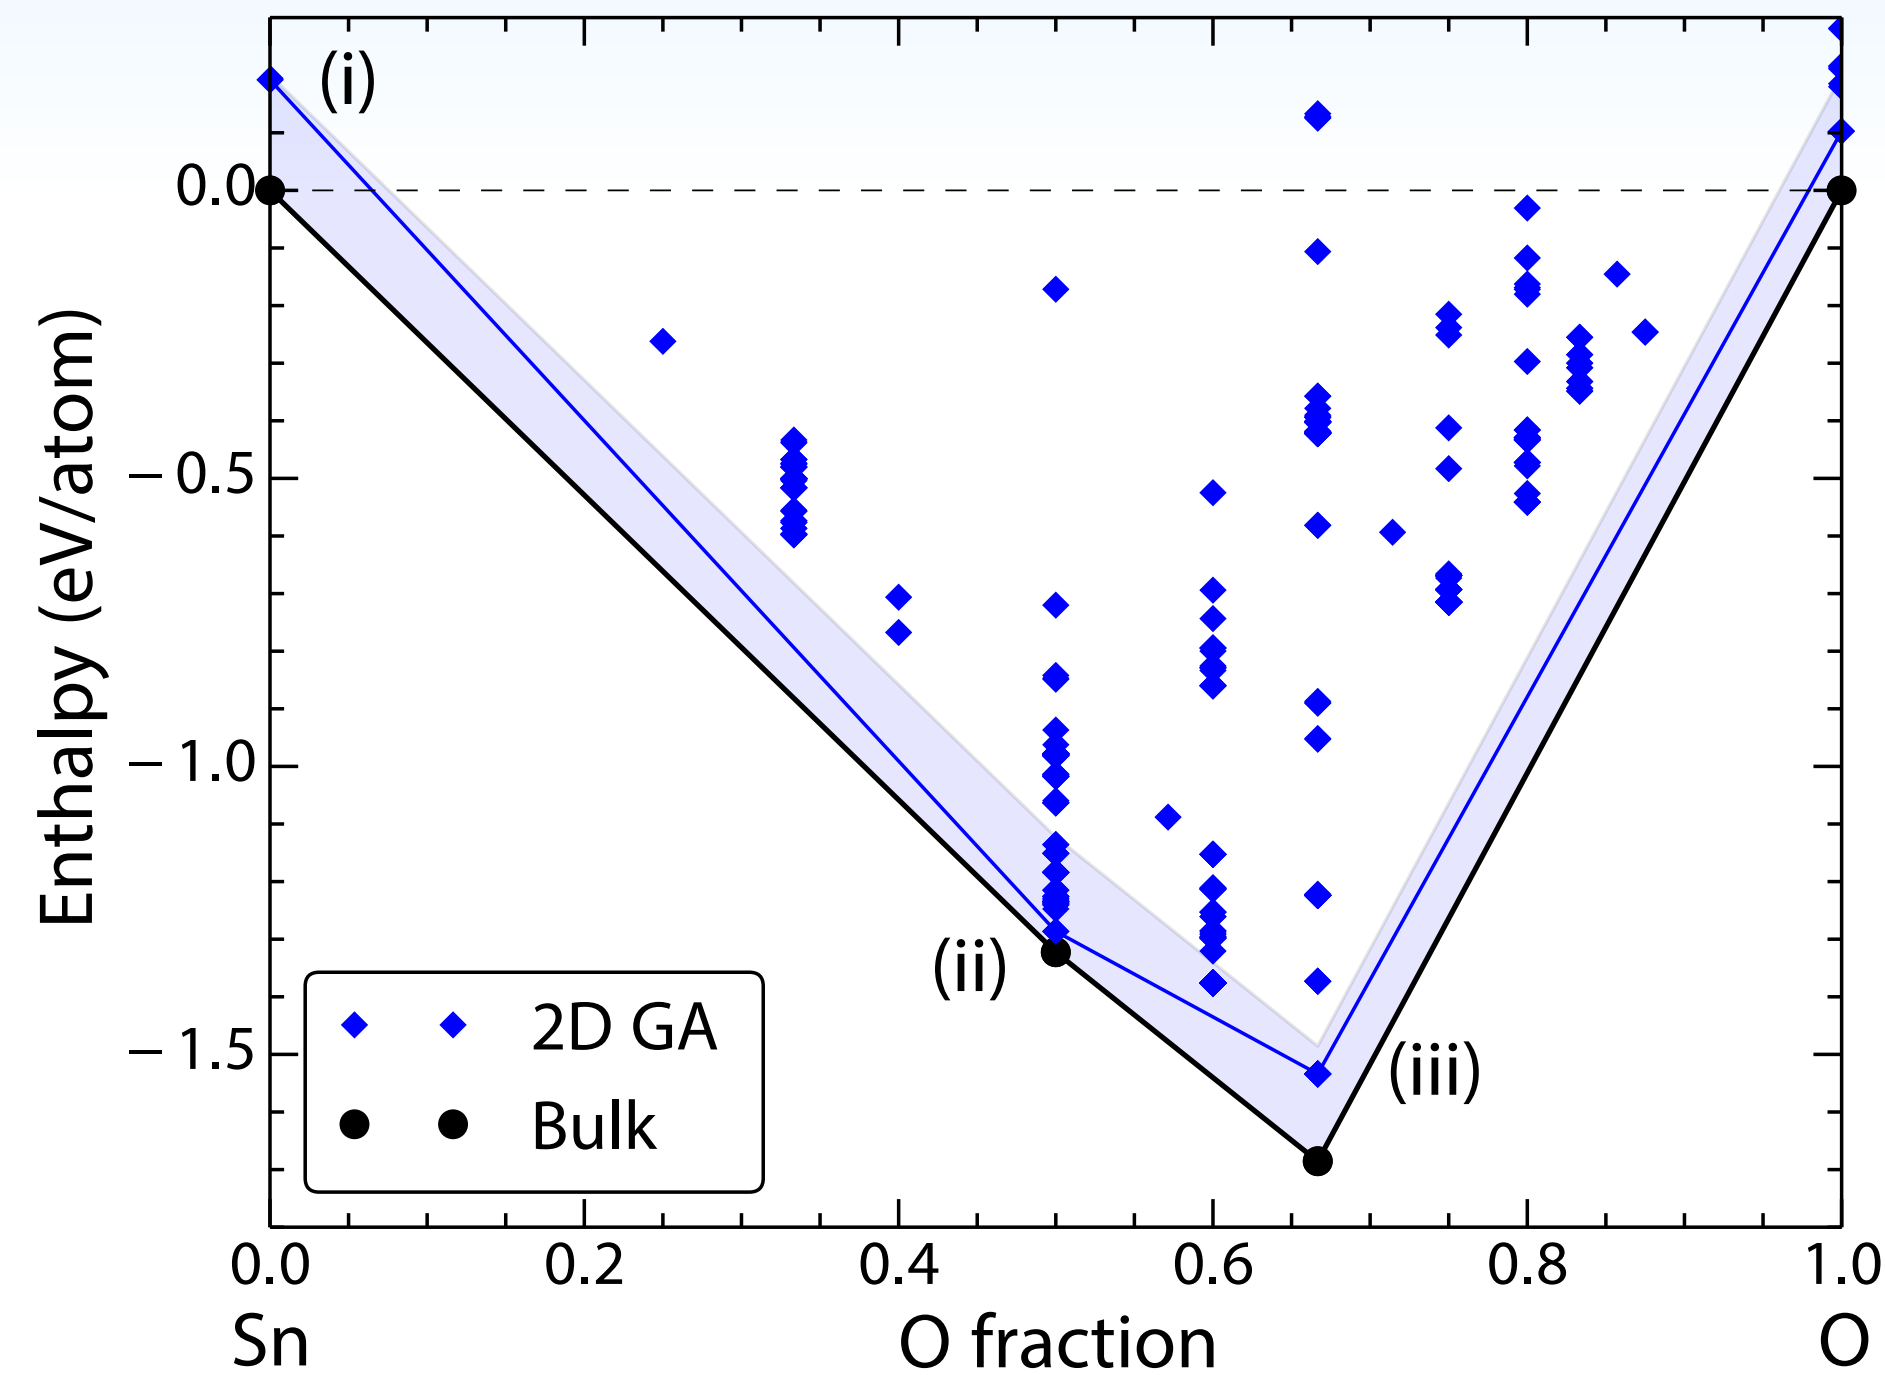 (i)
0.0
−0.5
−1.0
−1.5
Enthalpy (eV/atom)
(ii)
(iii)
2D GA
Bulk
0.0 0.2 0.4 0.6 0.8 1.0
Sn O fraction O